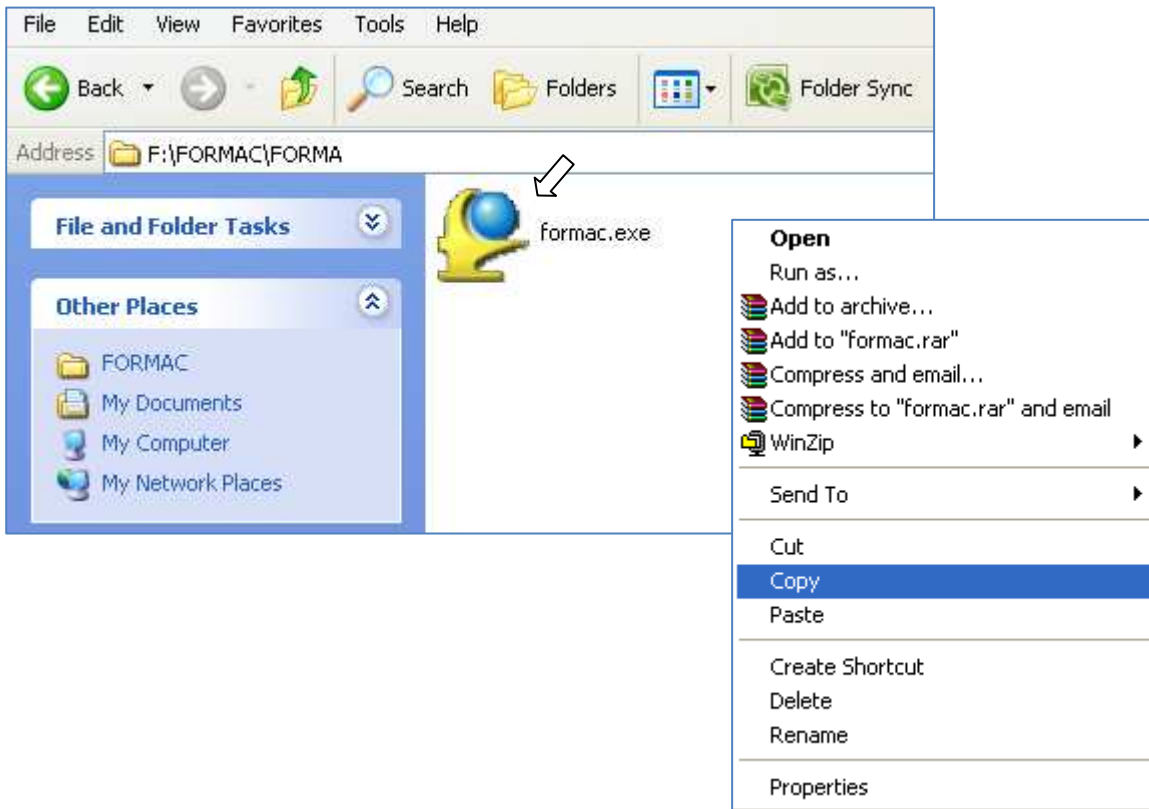 File Edit View Favorites Tools Help
Back Search Folders Folder Sync
Address F:\FORMAC\FORMA
File and Folder Tasks
formac.exe
Other Places
FORMAC
My Documents
My Computer
My Network Places
Open
Run as...
Add to archive...
Add to "formac.rar"
Compress and email...
Compress to "formac.rar" and email
WinZip
Send To
Cut
Copy
Paste
Create Shortcut
Delete
Rename
Properties